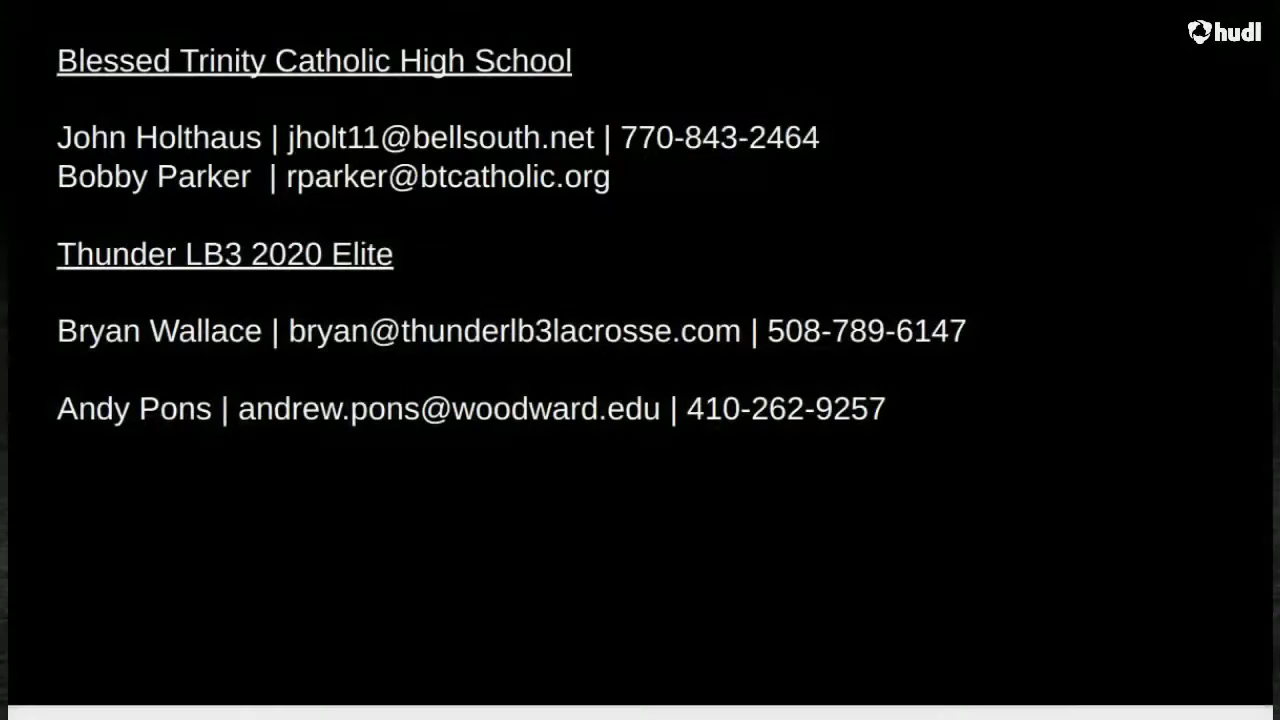 hudl
Blessed Trinity Catholic High School
John Holthaus | jholt11@bellsouth.net | 770-843-2464
Bobby Parker | rparker@btcatholic.org
Thunder LB3 2020 Elite
Bryan Wallace | bryan@thunderlb3lacrosse.com | 508-789-6147
Andy Pons | andrew.pons@woodward.edu | 410-262-9257